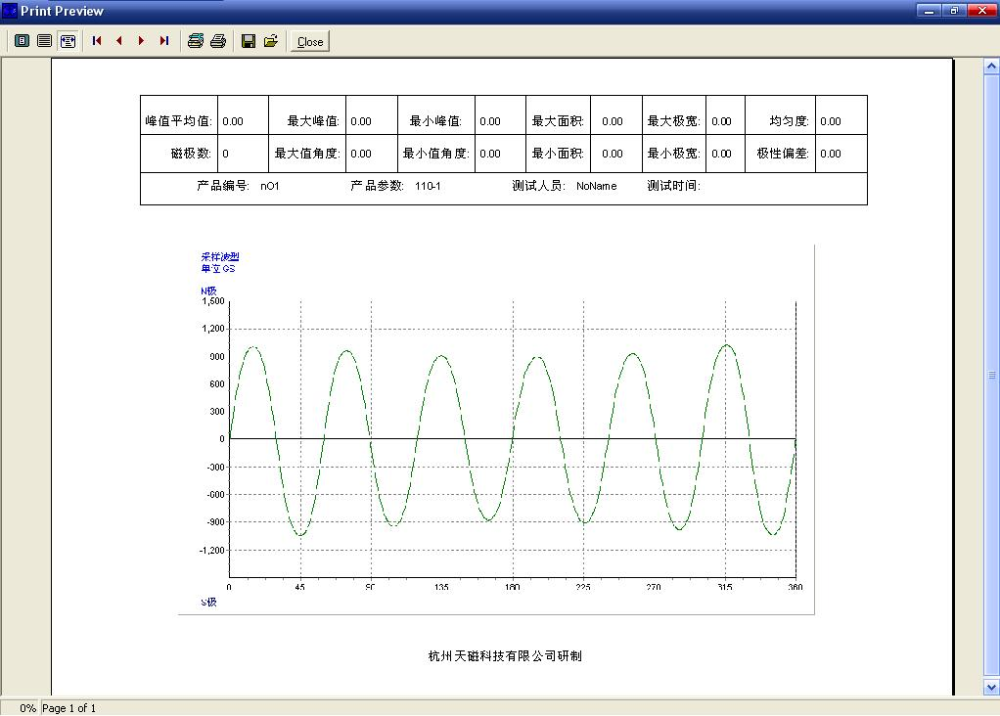 Print Preview
Close
峰值平均值: 0.00 最大峰值: 0.00 最小峰值: 0.00 最大面积: 0.00 最大极宽: 0.00 均匀度: 0.00
磁极数: 0 最大值角度: 0.00 最小值角度: 0.00 最小面积: 0.00 最小极宽: 0.00 极性偏差: 0.00
产品编号: nO1 产品参数: 110-1 测试人员: NoName 测试时间:
采样波型
单位 GS
N极
1,500
1,200
900
600
300
0
-300
-600
-900
-1,200
0 45 90 135 180 225 270 315 360
S极
杭州天磁科技有限公司研制
0% Page 1 of 1